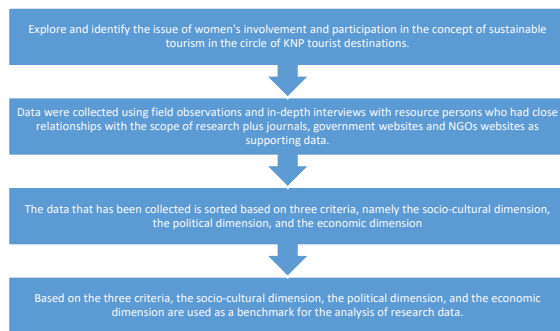 Explore and identify the issue of women's involvement and participation in the concept of sustainable
tourism in the circle of KNP tourist destinations.
Data were collected using field observations and in-depth interviews with resource persons who had close
relationships with the scope of research plus journals, government websites and NGOs websites as
supporting data.
The data that has been collected is sorted based on three criteria, namely the socio-cultural dimension,
the political dimension, and the economic dimension
Based on the three criteria, the socio-cultural dimension, the political dimension, and the economic
dimension are used as a benchmark for the analysis of research data.